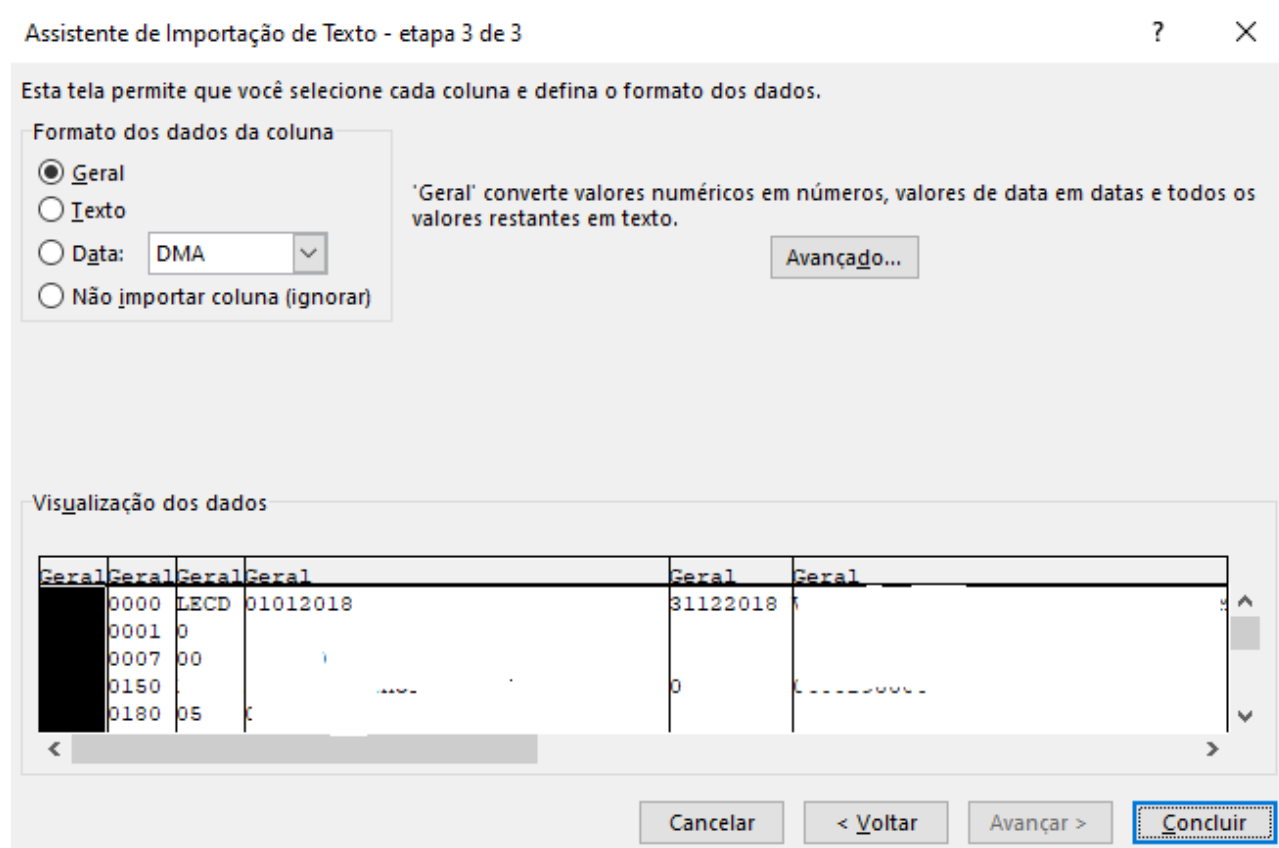 Assistente de Importação de Texto - etapa 3 de 3
?
Esta tela permite que você selecione cada coluna e defina o formato dos dados.
Formato dos dados da coluna
Geral
Texto
Data: DMA
Não importar coluna (ignorar)
'Geral' converte valores numéricos em números, valores de data em datas e todos os
valores restantes em texto.
Avançado...
Visualização dos dados
Geral Geral Geral Geral Geral Geral
0000 LECD 01012018 31122018
0001 0
0007 00
0150 0
0180 05
Cancelar
< Voltar
Avançar >
Concluir